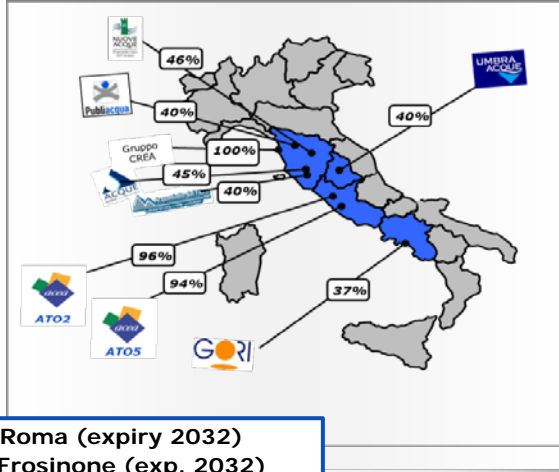 NUOVE
ACQUE
46%
UMBRA
ACQUE
Publiacqua
40%
40%
Gruppo
CREA
100%
ACQUE
45%
40%
96%
acea
ATO2
94%
acea
ATO5
37%
GORI
Roma (expiry 2032)
Frosinone (exp. 2032)